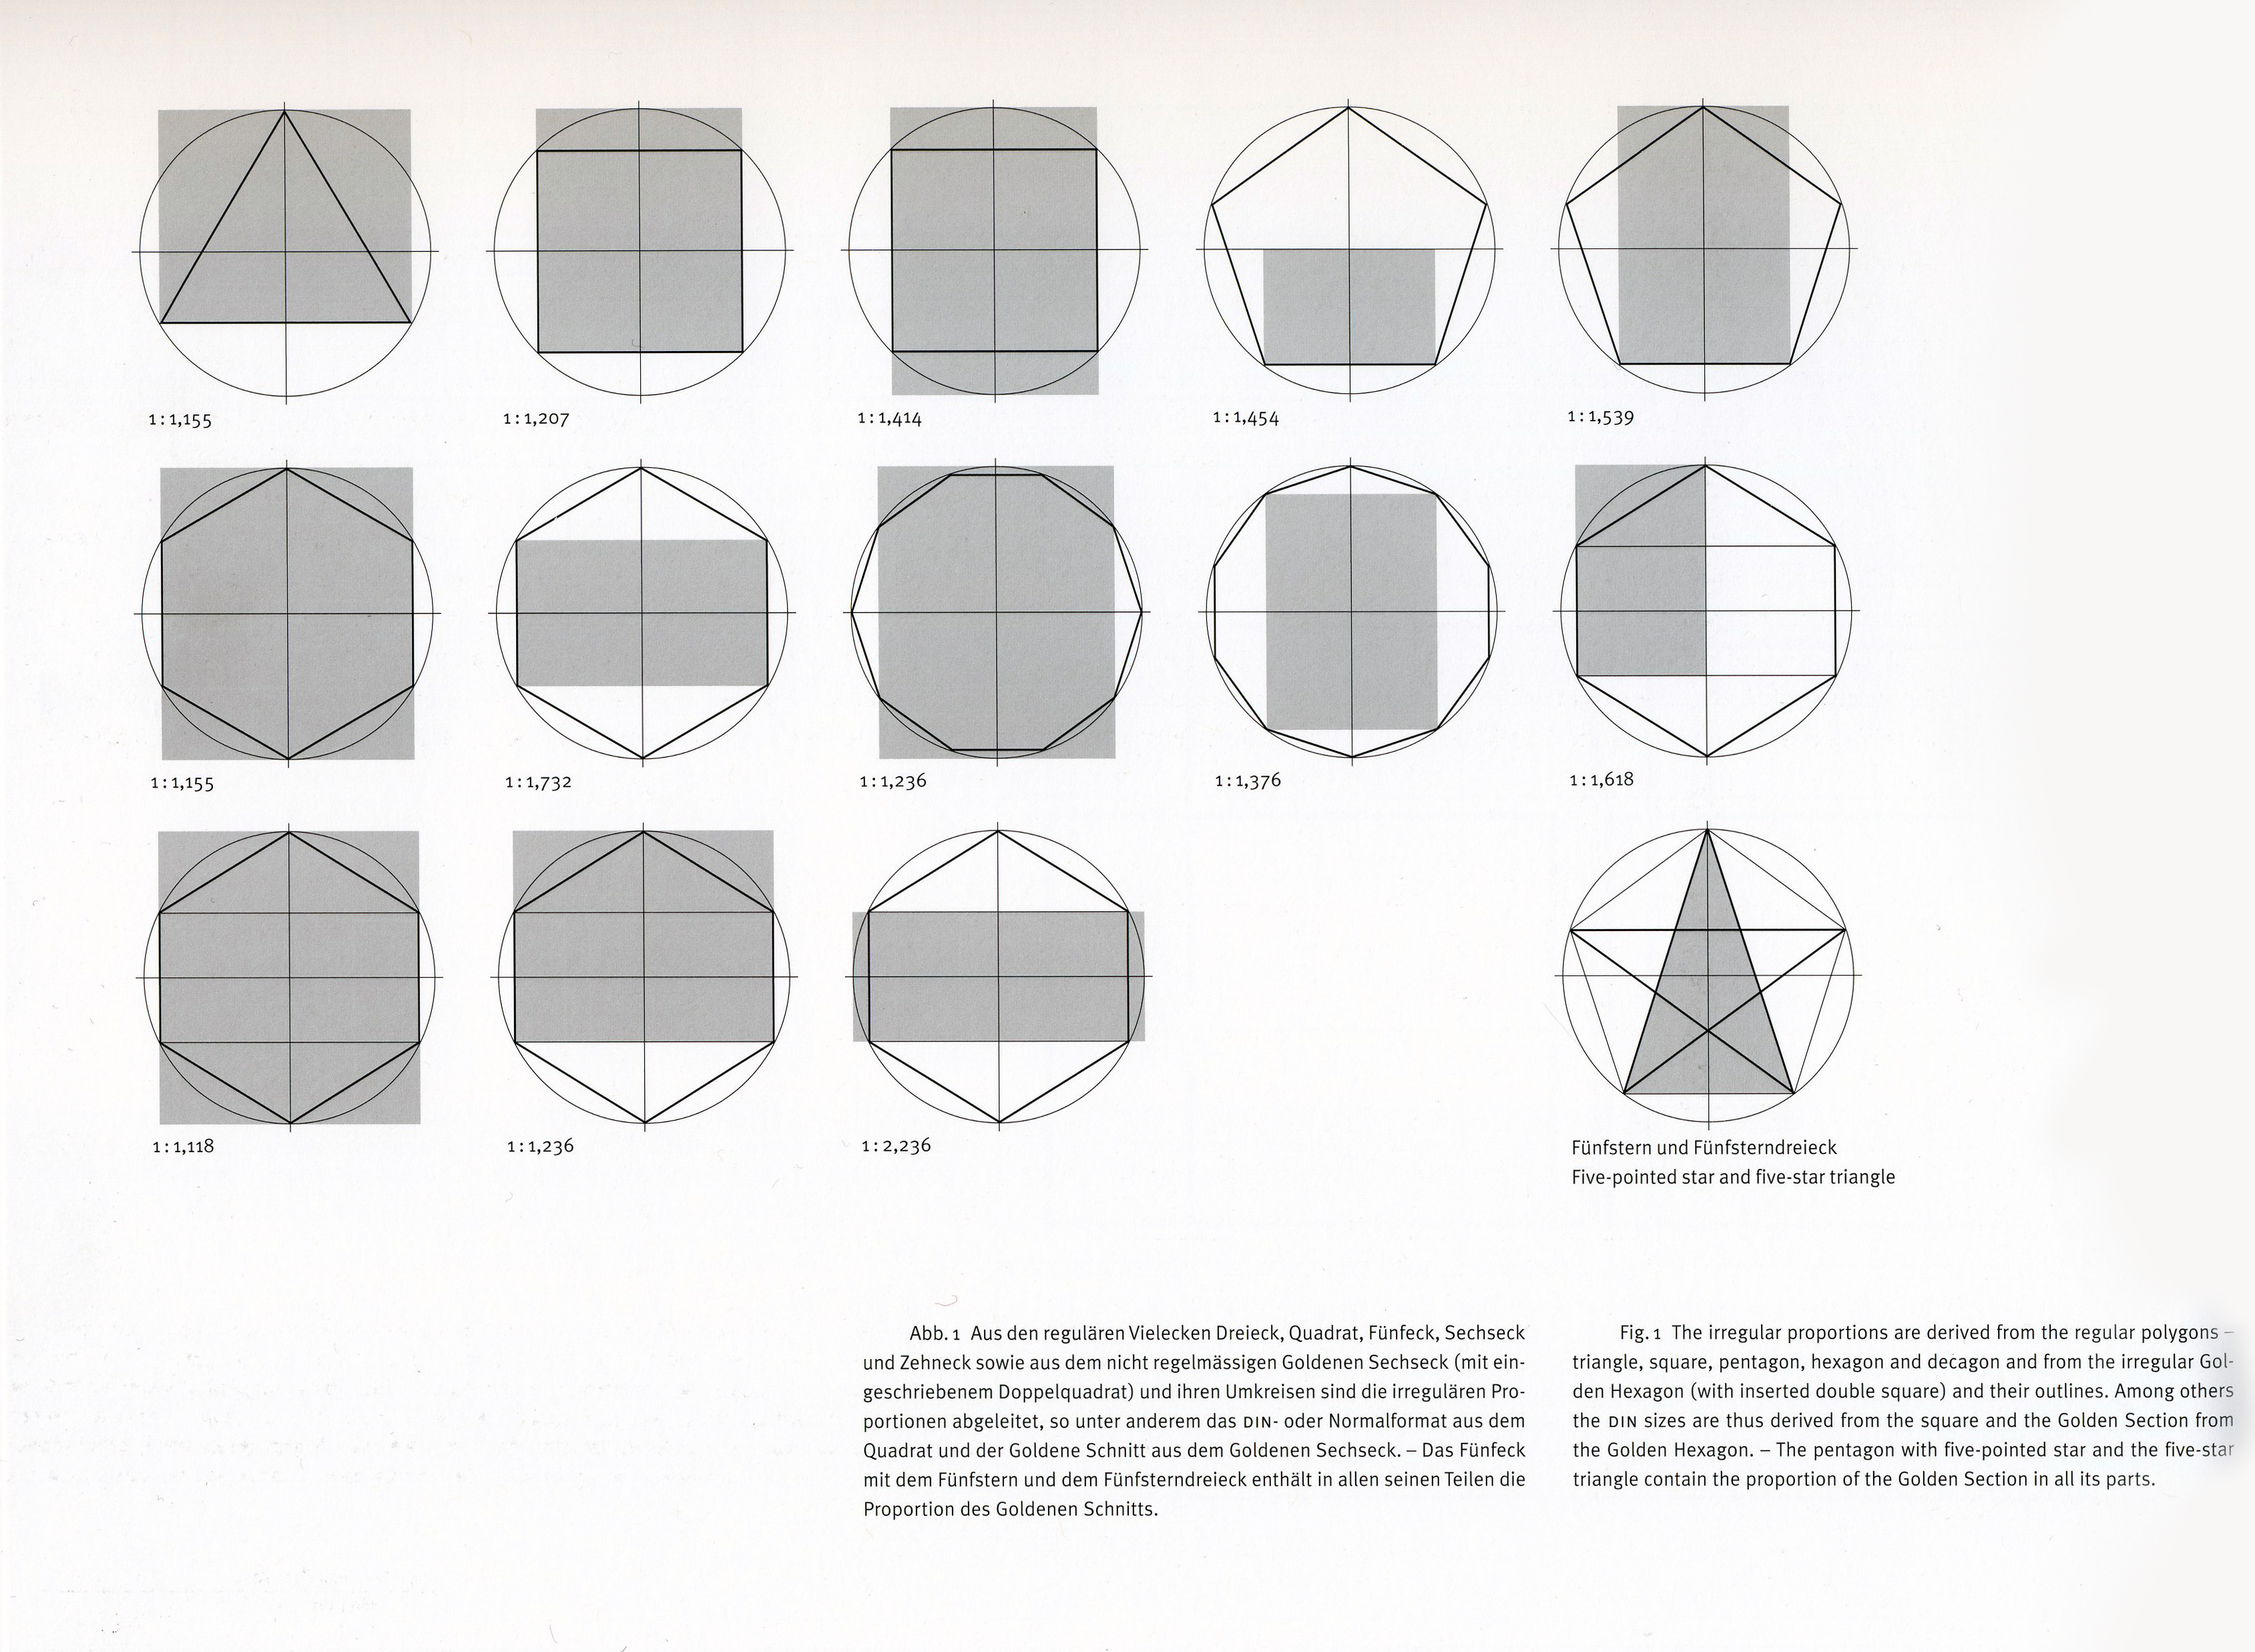 1:1,155
1:1,207
1:1,414
1:1,454
1:1,539
1:1,155
1:1,732
1:1,236
1:1,376
1:1,618
1:1,118
1:1,236
1:2,236
Fünfstern und Fünfsterndreieck
Five-pointed star and five-star triangle
Abb. 1 Aus den regulären Vielecken Dreieck, Quadrat, Fünfeck, Sechseck
und Zehneck sowie aus dem nicht regelmässigen Goldenen Sechseck (mit ein-
geschriebenem Doppelquadrat) und ihren Umkreisen sind die irregulären Pro-
portionen abgeleitet, so unter anderem das DIN- oder Normalformat aus dem
Quadrat und der Goldene Schnitt aus dem Goldenen Sechseck. – Das Fünfeck
mit dem Fünfstern und dem Fünfsterndreieck enthält in allen seinen Teilen die
Proportion des Goldenen Schnitts.
Fig. 1 The irregular proportions are derived from the regular polygons –
triangle, square, pentagon, hexagon and decagon and from the irregular Gol-
den Hexagon (with inserted double square) and their outlines. Among others
the DIN sizes are thus derived from the square and the Golden Section from
the Golden Hexagon. – The pentagon with five-pointed star and the five-star
triangle contain the proportion of the Golden Section in all its parts.